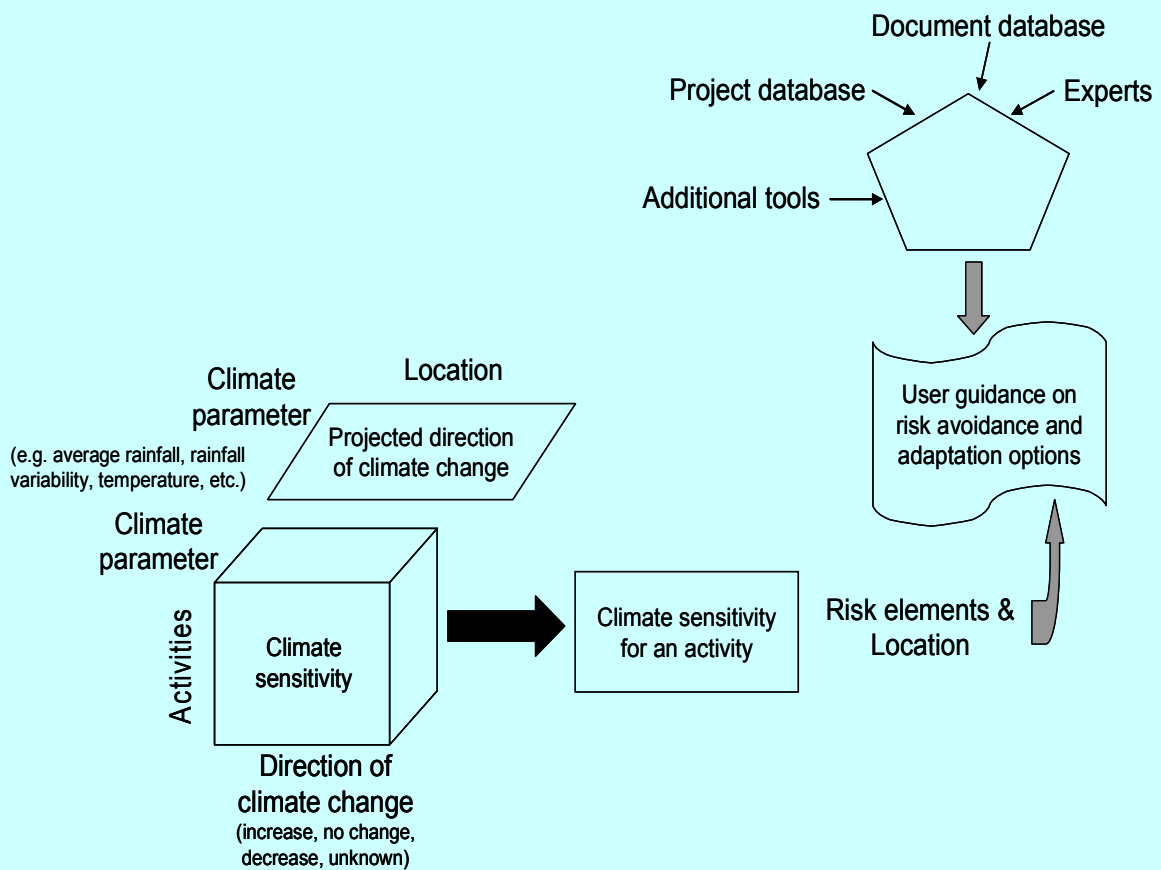 Document database
Project database
Experts
Additional tools
User guidance on
risk avoidance and
adaptation options
Location
Climate
parameter
(e.g. average rainfall, rainfall
variability, temperature, etc.)
Projected direction
of climate change
Climate
parameter
Activities
Climate
sensitivity
Direction of
climate change
(increase, no change,
decrease, unknown)
Climate sensitivity
for an activity
Risk elements &
Location